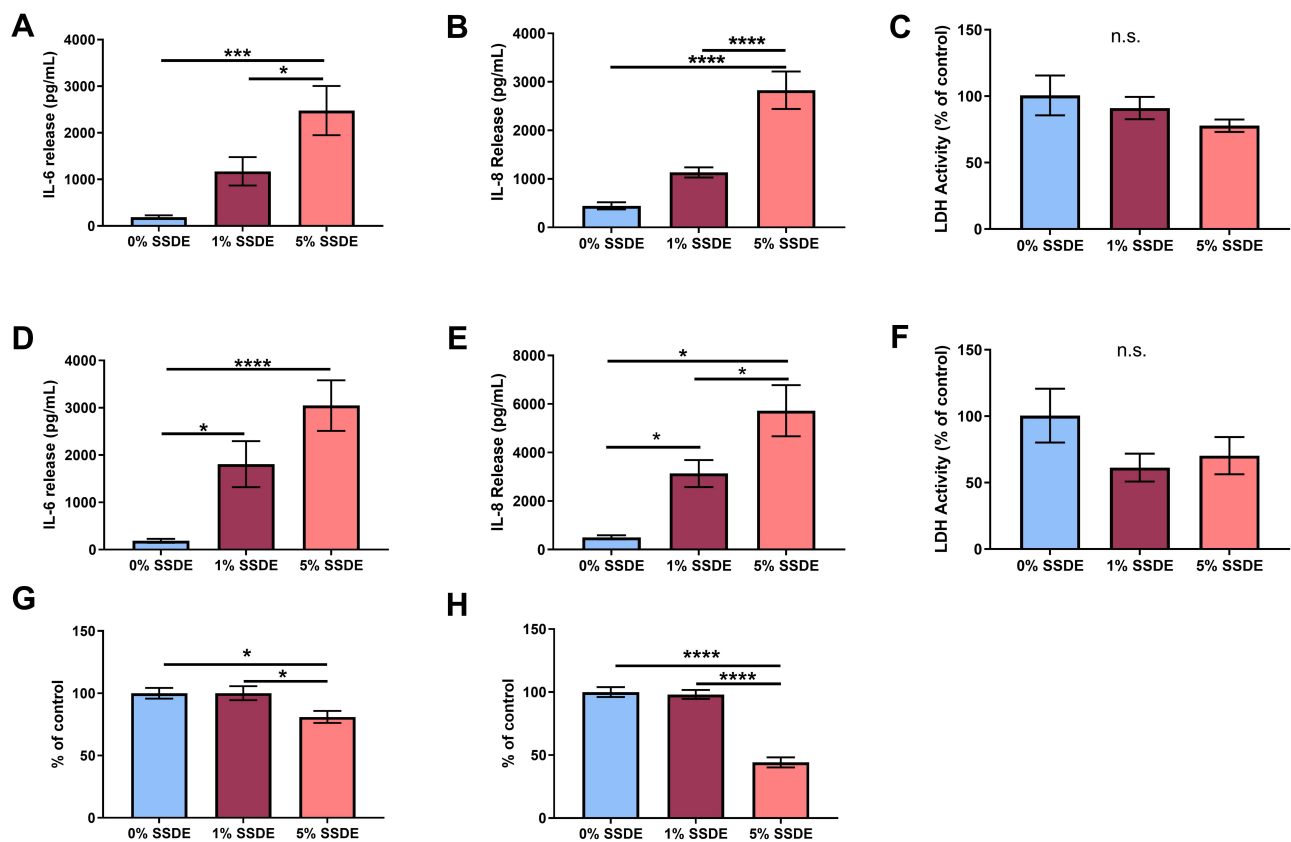 A
IL-6 release (pg/mL)
4000
3000
2000
1000
0
***
*
0% SSDE 1% SSDE 5% SSDE
B
IL-8 Release (pg/mL)
4000
3000
2000
1000
0
****
****
0% SSDE 1% SSDE 5% SSDE
C
LDH Activity (% of control)
150
100
50
0
n.s.
0% SSDE 1% SSDE 5% SSDE
D
IL-6 release (pg/mL)
4000
3000
2000
1000
0
****
*
0% SSDE 1% SSDE 5% SSDE
E
IL-8 Release (pg/mL)
8000
6000
4000
2000
0
*
*
*
0% SSDE 1% SSDE 5% SSDE
F
LDH Activity (% of control)
150
100
50
0
n.s.
0% SSDE 1% SSDE 5% SSDE
G
% of control
150
100
50
0
*
*
0% SSDE 1% SSDE 5% SSDE
H
% of control
150
100
50
0
****
****
0% SSDE 1% SSDE 5% SSDE